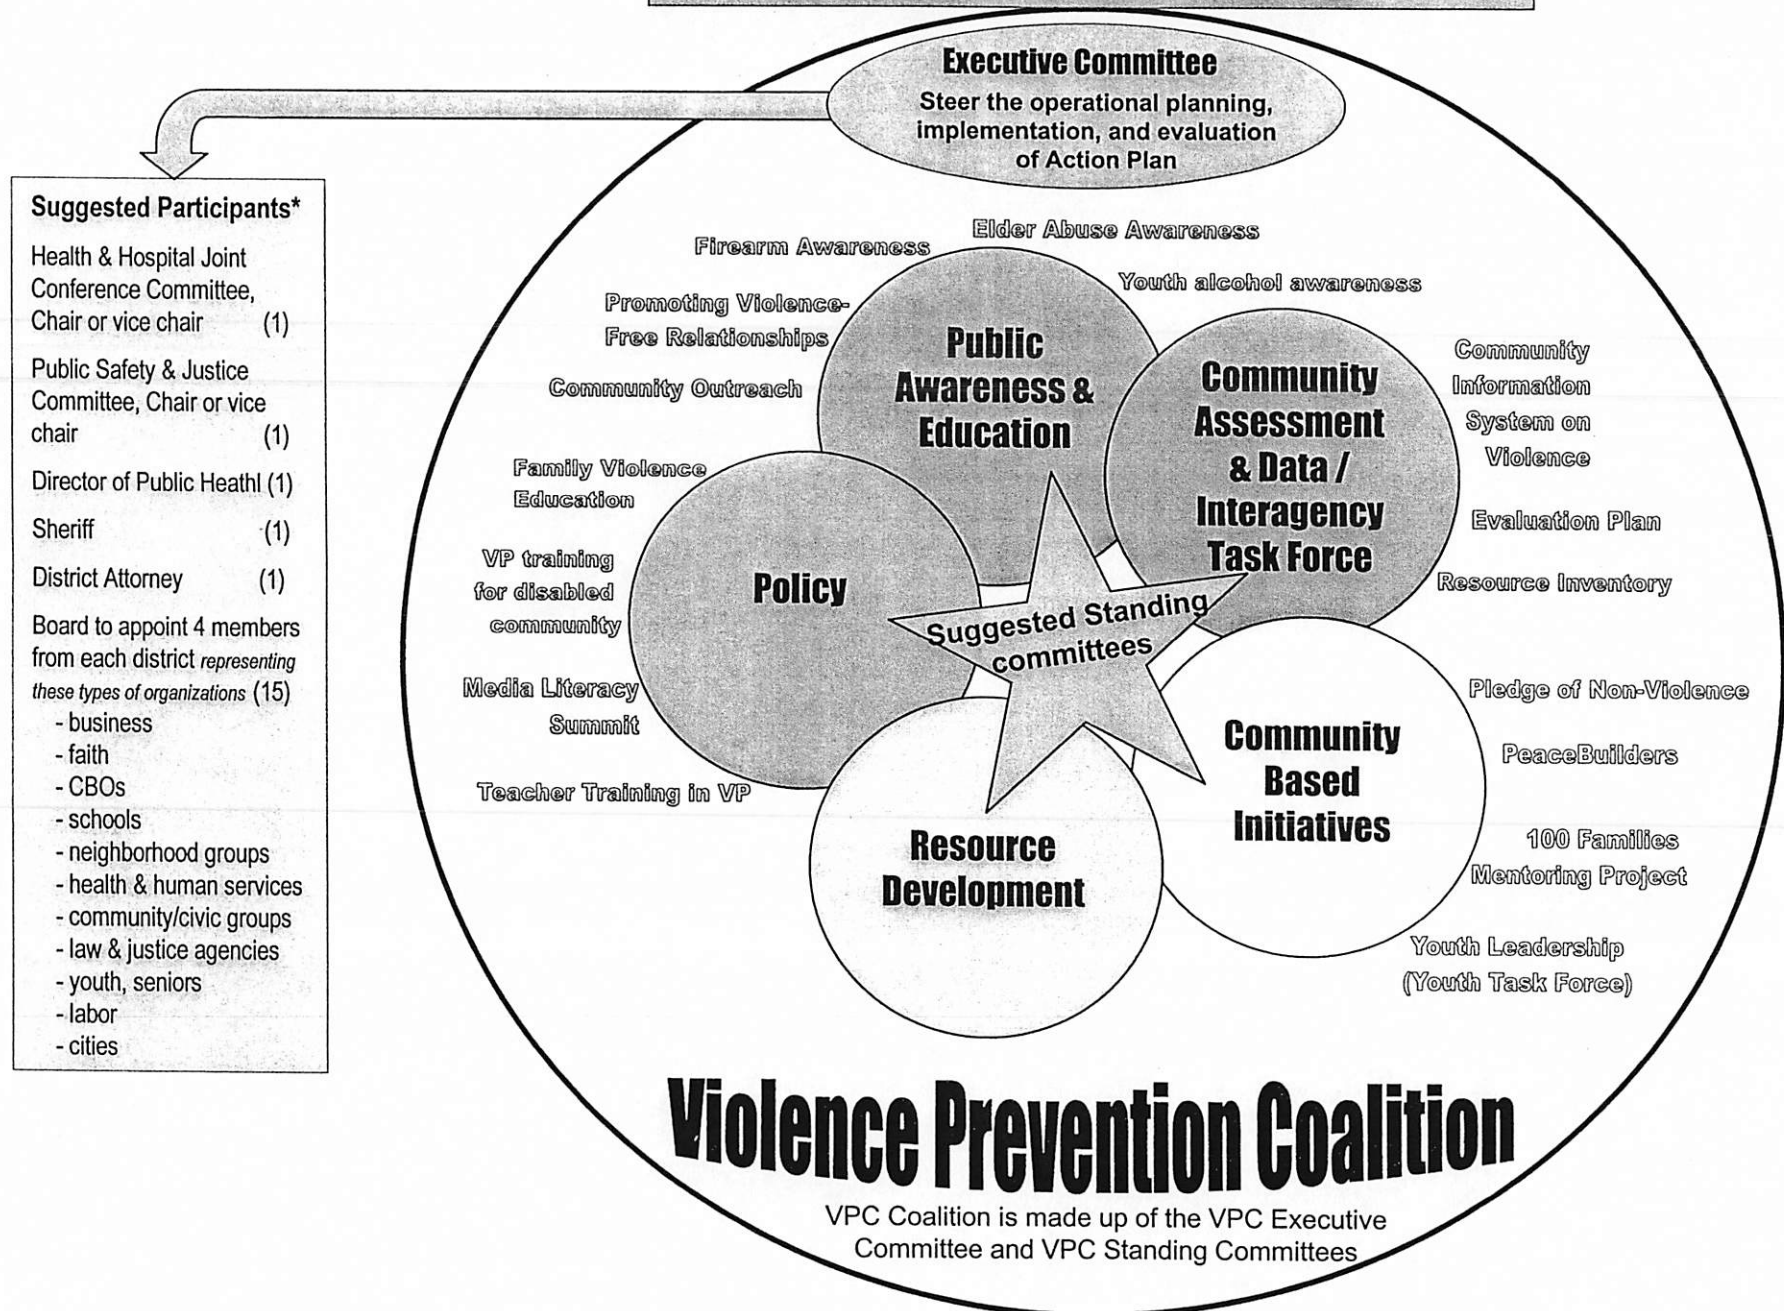 Executive Committee
Steer the operational planning,
implementation, and evaluation
of Action Plan
Suggested Participants*
Health & Hospital Joint
Conference Committee,
Chair or vice chair (1)
Public Safety & Justice
Committee, Chair or vice
chair (1)
Director of Public Heathl (1)
Sheriff (1)
District Attorney (1)
Board to appoint 4 members
from each district representing
these types of organizations (15)
- business
- faith
- CBOs
- schools
- neighborhood groups
- health & human services
- community/civic groups
- law & justice agencies
- youth, seniors
- labor
- cities
Elder Abuse Awareness
Firearm Awareness
Youth alcohol awareness
Promoting Violence-
Free Relationships
Community Outreach
Family Violence
Education
VP training
for disabled
community
Media Literacy
Summit
Teacher Training in VP
Public
Awareness &
Education
Community
Assessment
& Data /
Interagency
Task Force
Community
Information
System on
Violence
Evaluation Plan
Resource Inventory
Policy
Suggested Standing
committees
Community
Based
Initiatives
Pledge of Non-Violence
PeaceBuilders
100 Families
Mentoring Project
Youth Leadership
(Youth Task Force)
Resource
Development
Violence Prevention Coalition
VPC Coalition is made up of the VPC Executive
Committee and VPC Standing Committees